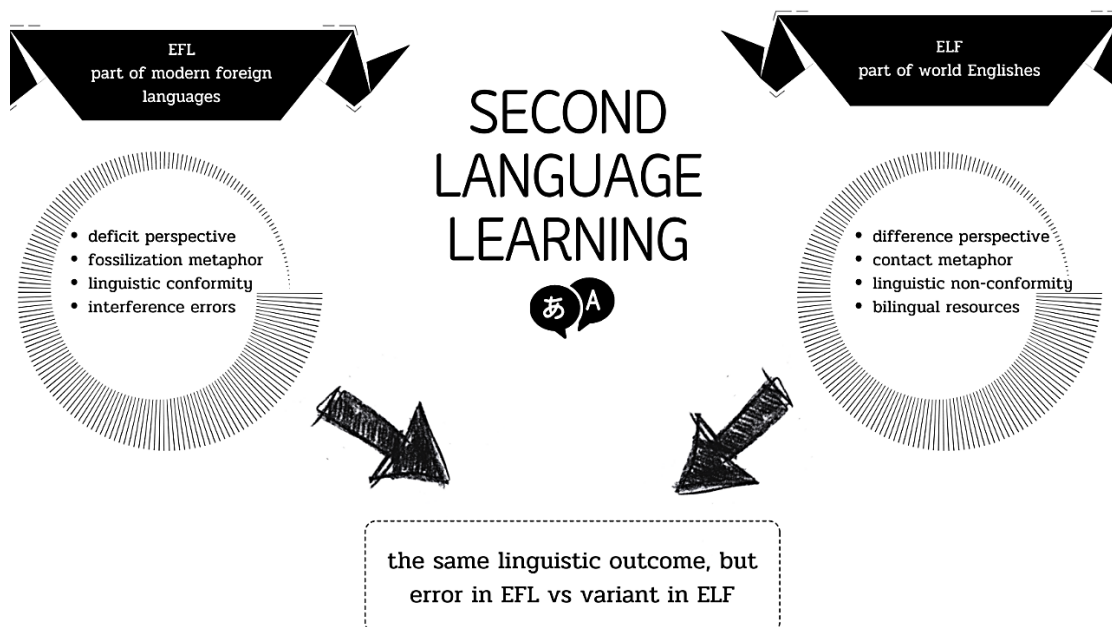 EFL
part of modern foreign
languages
• deficit perspective
• fossilization metaphor
• linguistic conformity
• interference errors
SECOND
LANGUAGE
LEARNING
あ A
ELF
part of world Englishes
• difference perspective
• contact metaphor
• linguistic non-conformity
• bilingual resources
the same linguistic outcome, but
error in EFL vs variant in ELF